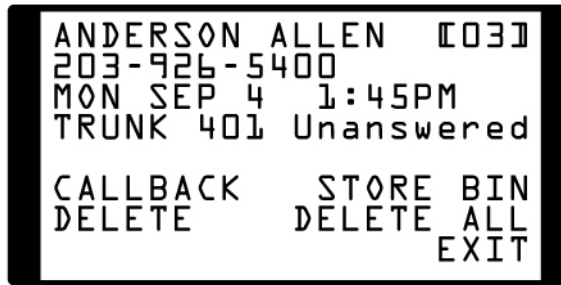 ANDERSON ALLEN [03]
203-926-5400
MON SEP 4 1:45PM
TRUNK 401 Unanswered
CALLBACK STORE BIN
DELETE DELETE ALL
EXIT